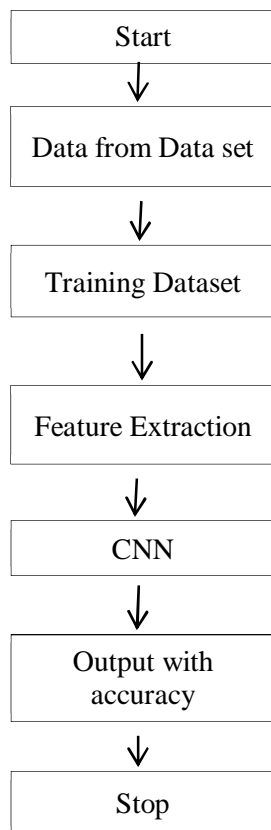 Start
Data from Data set
Training Dataset
Feature Extraction
CNN
Output with
accuracy
Stop